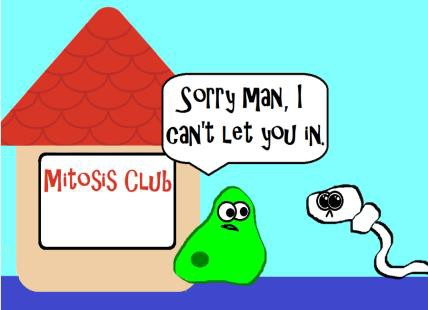 Sorry Man, I
can't let you in.
Mitosis Club